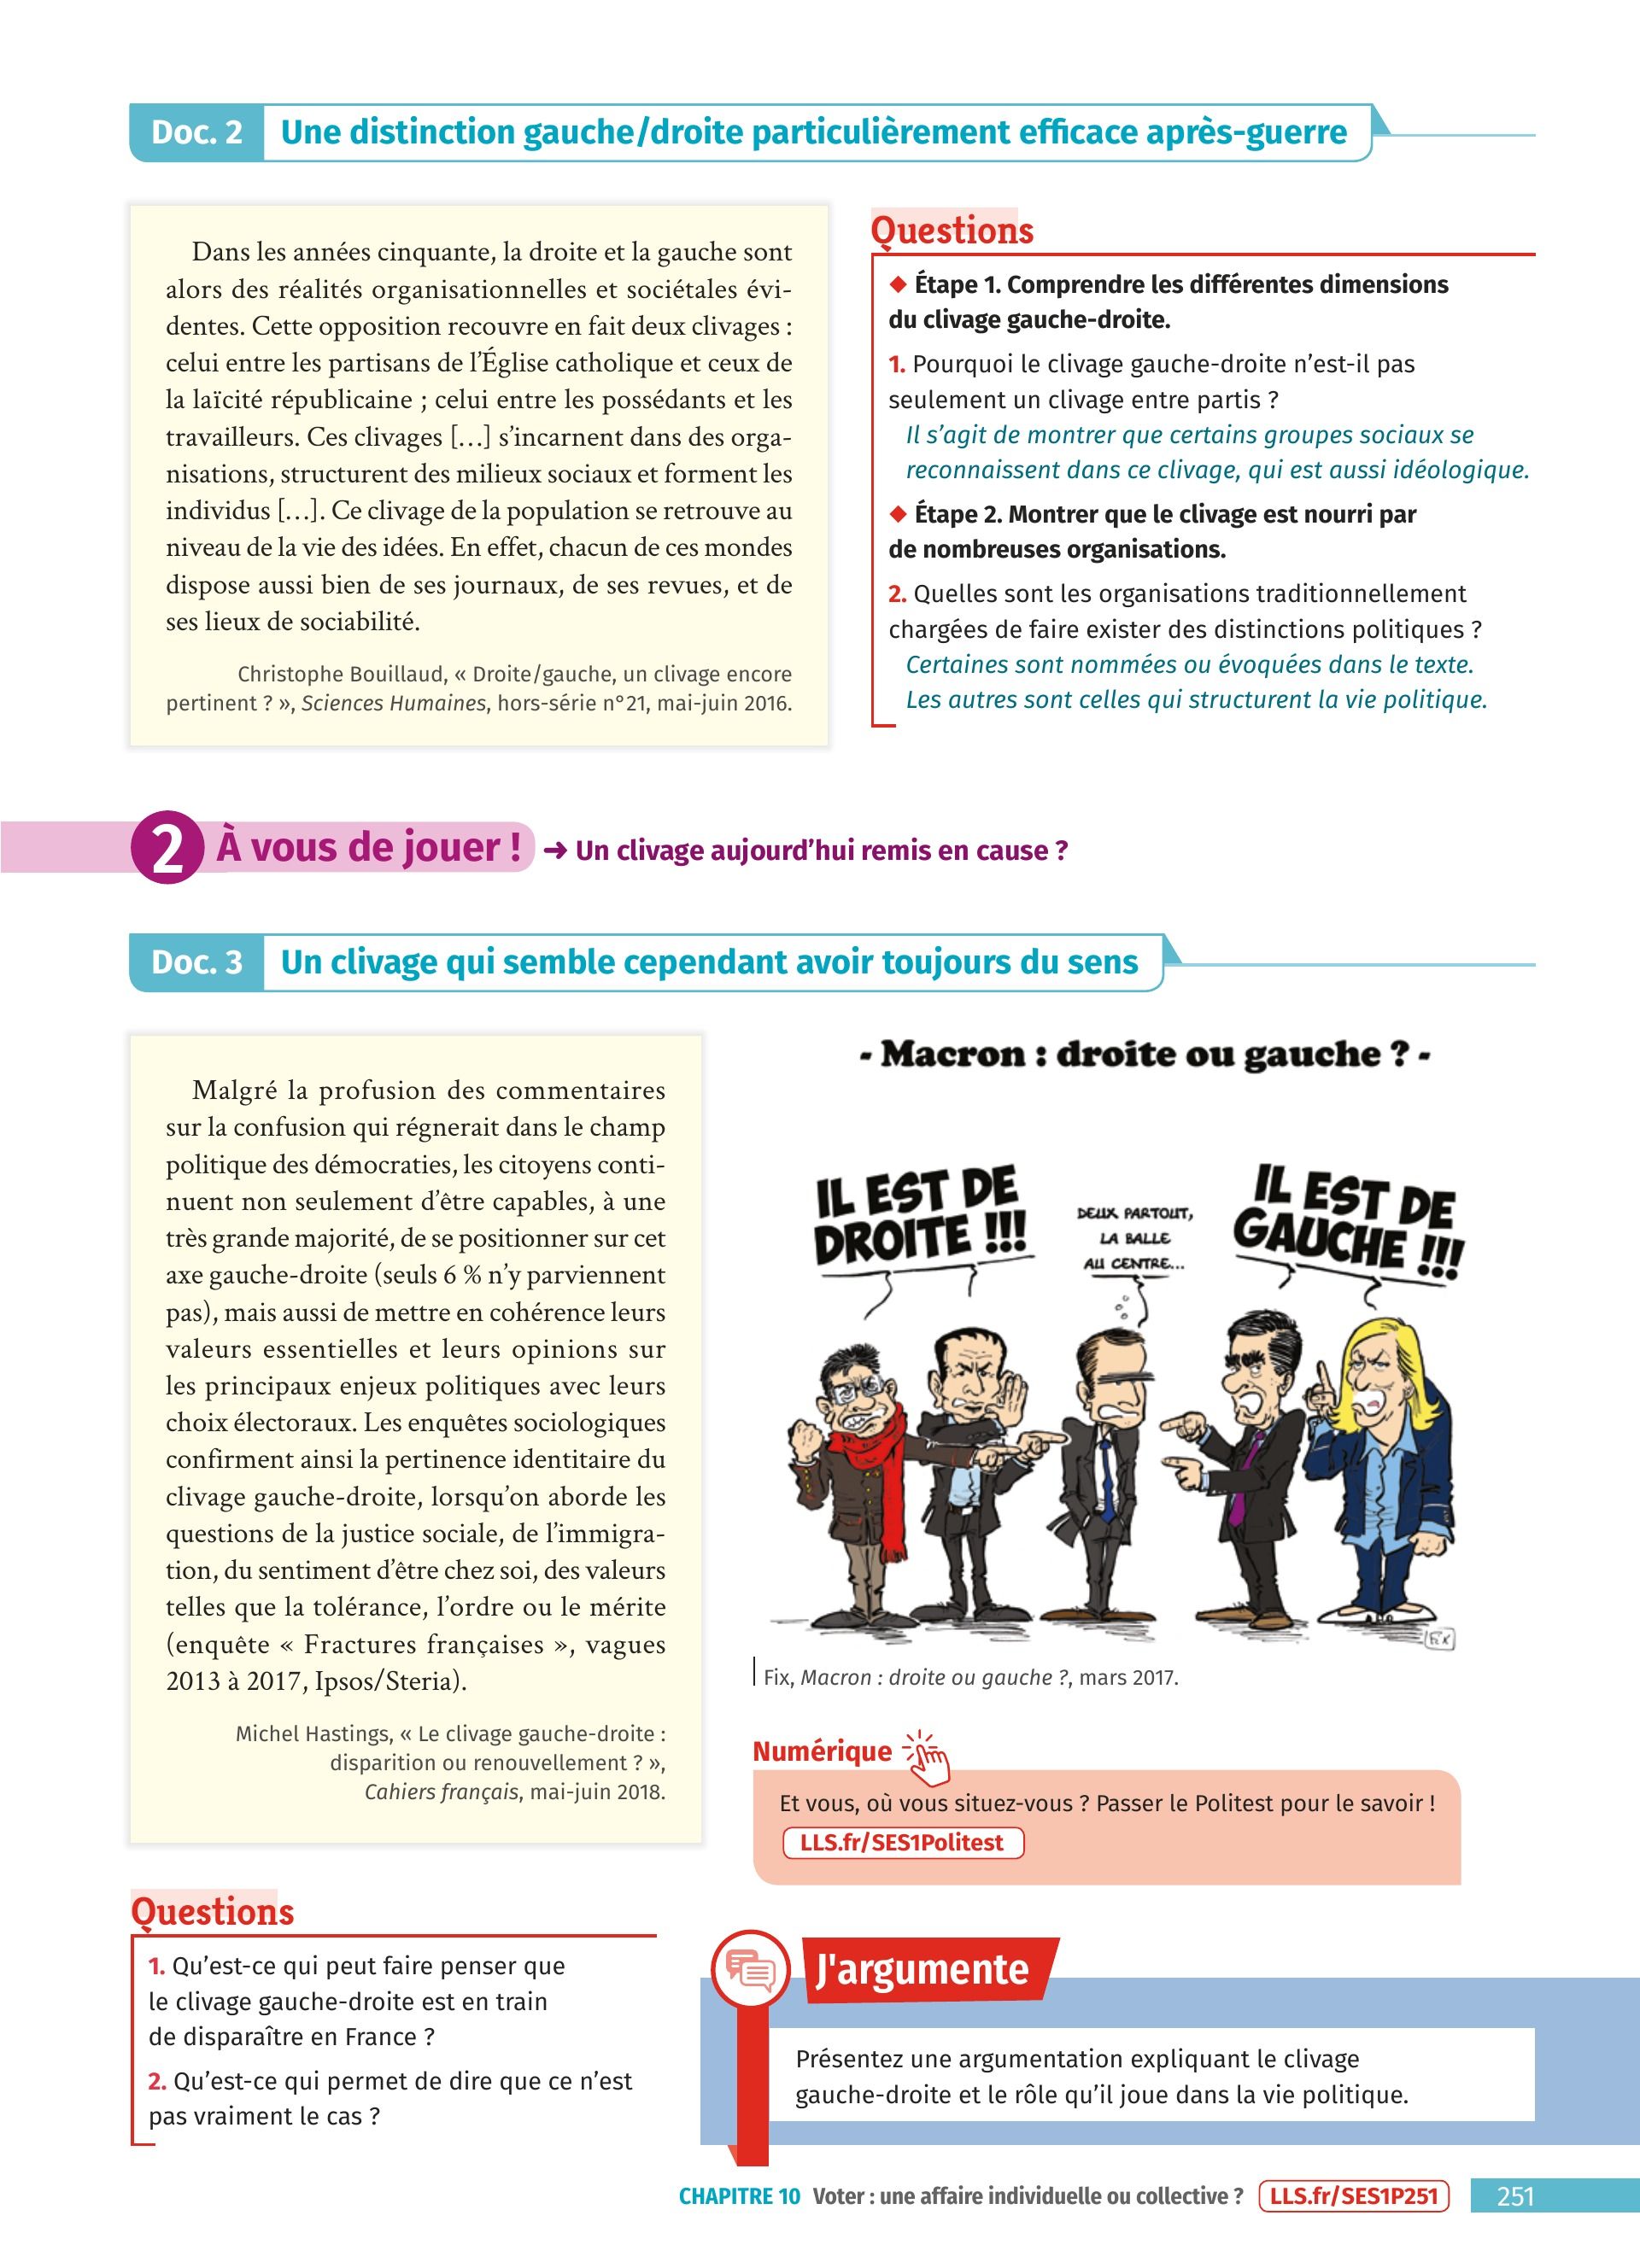 Doc. 2 Une distinction gauche/droite particulièrement efficace après-guerre
Dans les années cinquante, la droite et la gauche sont
alors des réalités organisationnelles et sociétales évi-
dentes. Cette opposition recouvre en fait deux clivages :
celui entre les partisans de l'Église catholique et ceux de
la laïcité républicaine ; celui entre les possédants et les
travailleurs. Ces clivages […] s'incarnent dans des orga-
nisations, structurent des milieux sociaux et forment les
individus […]. Ce clivage de la population se retrouve au
niveau de la vie des idées. En effet, chacun de ces mondes
dispose aussi bien de ses journaux, de ses revues, et de
ses lieux de sociabilité.
Christophe Bouillaud, « Droite/gauche, un clivage encore
pertinent ? », Sciences Humaines, hors-série n°21, mai-juin 2016.
Questions
◆ Étape 1. Comprendre les différentes dimensions
du clivage gauche-droite.
1. Pourquoi le clivage gauche-droite n'est-il pas
seulement un clivage entre partis ?
Il s'agit de montrer que certains groupes sociaux se
reconnaissent dans ce clivage, qui est aussi idéologique.
◆ Étape 2. Montrer que le clivage est nourri par
de nombreuses organisations.
2. Quelles sont les organisations traditionnellement
chargées de faire exister des distinctions politiques ?
Certaines sont nommées ou évoquées dans le texte.
Les autres sont celles qui structurent la vie politique.
2 À vous de jouer ! → Un clivage aujourd'hui remis en cause ?
Doc. 3 Un clivage qui semble cependant avoir toujours du sens
Malgré la profusion des commentaires
sur la confusion qui régnerait dans le champ
politique des démocraties, les citoyens conti-
nuent non seulement d'être capables, à une
très grande majorité, de se positionner sur cet
axe gauche-droite (seuls 6 % n'y parviennent
pas), mais aussi de mettre en cohérence leurs
valeurs essentielles et leurs opinions sur
les principaux enjeux politiques avec leurs
choix électoraux. Les enquêtes sociologiques
confirment ainsi la pertinence identitaire du
clivage gauche-droite, lorsqu'on aborde les
questions de la justice sociale, de l'immigra-
tion, du sentiment d'être chez soi, des valeurs
telles que la tolérance, l'ordre ou le mérite
(enquête « Fractures françaises », vagues
2013 à 2017, Ipsos/Steria).
Michel Hastings, « Le clivage gauche-droite :
disparition ou renouvellement ? »,
Cahiers français, mai-juin 2018.
- Macron : droite ou gauche ? -
IL EST DE
DROITE !!!
DEUX PARTOUT,
LA BALLE
AU CENTRE...
IL EST DE
GAUCHE !!!
FIX
Fix, Macron : droite ou gauche ?, mars 2017.
Numérique
Et vous, où vous situez-vous ? Passer le Politest pour le savoir !
LLS.fr/SES1Politest
Questions
1. Qu'est-ce qui peut faire penser que
le clivage gauche-droite est en train
de disparaître en France ?
2. Qu'est-ce qui permet de dire que ce n'est
pas vraiment le cas ?
J'argumente
Présentez une argumentation expliquant le clivage
gauche-droite et le rôle qu'il joue dans la vie politique.
CHAPITRE 10 Voter : une affaire individuelle ou collective ? LLS.fr/SES1P251 251